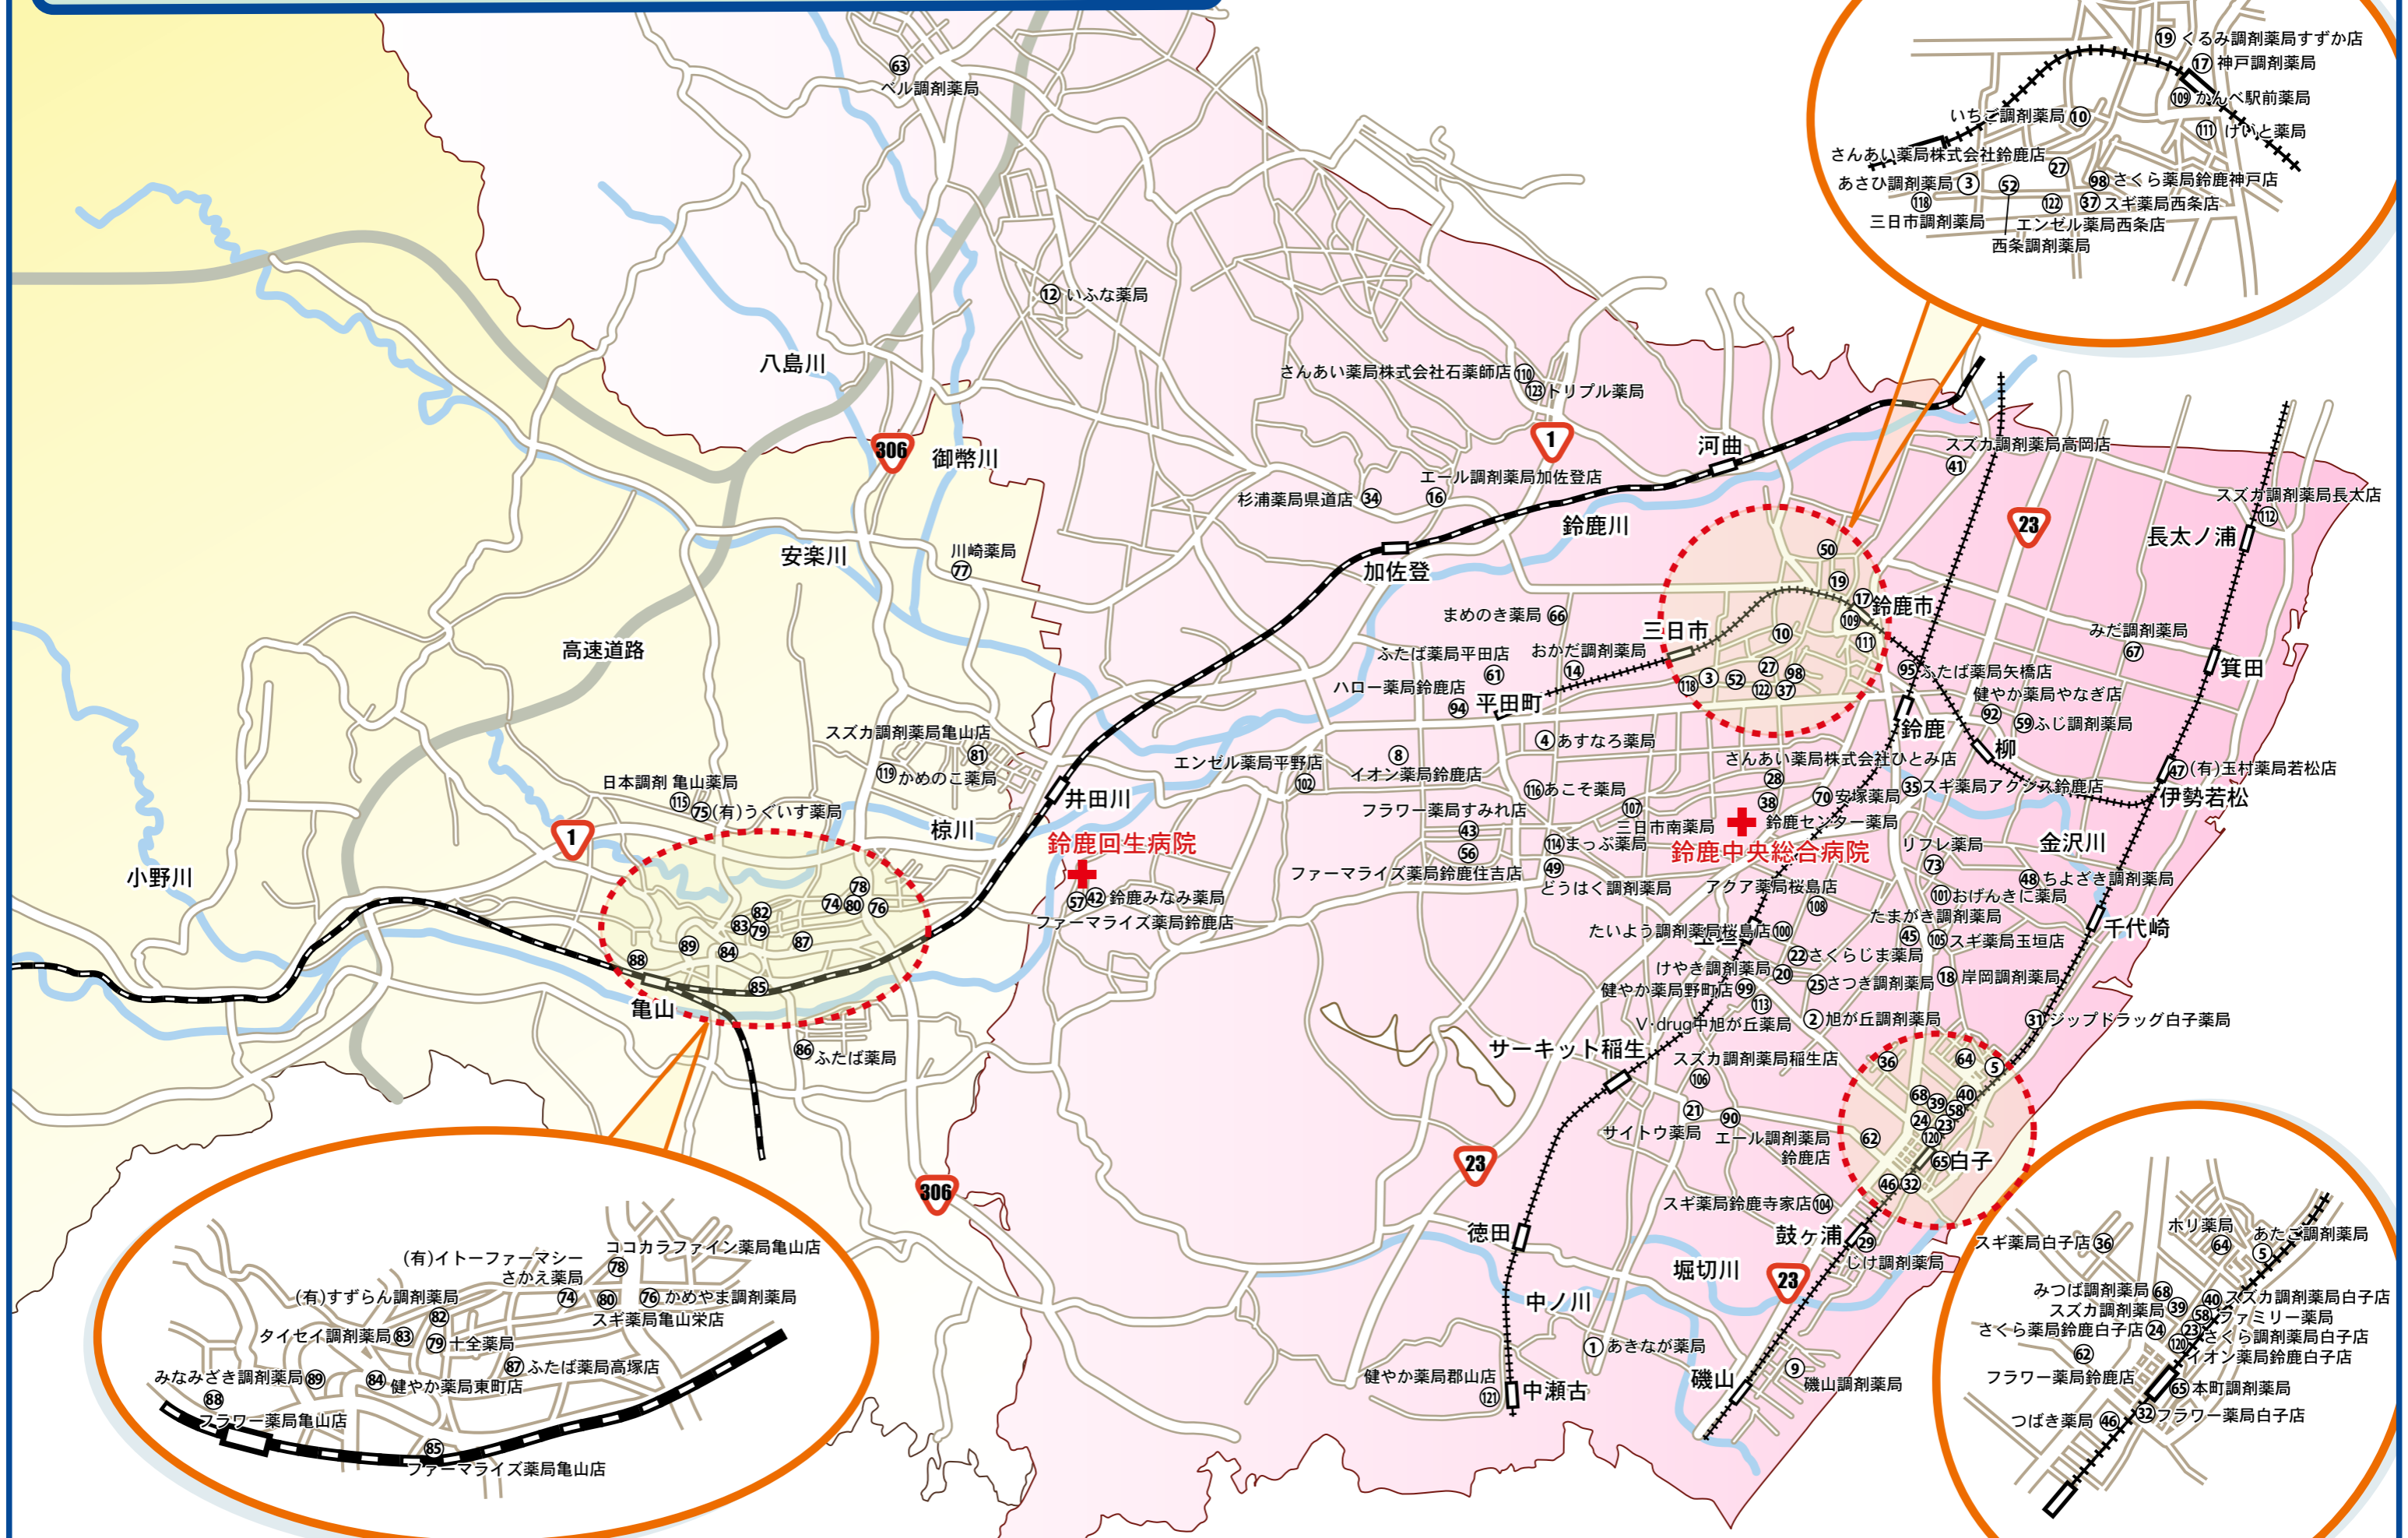 63
ベル調剤薬局
12 いふな薬局
八島川
306
御幣川
さんあい薬局株式会社石薬師店 110
123 トリプル薬局
1
河曲
エール調剤薬局加佐登店
16
杉浦薬局県道店 34
鈴鹿川
加佐登
スズカ調剤薬局高岡店
41
23
スズカ調剤薬局長太店
112
長太ノ浦
安楽川
川崎薬局
77
高速道路
まめのき薬局 66
三日市
ふたば薬局平田店
61
おかだ調剤薬局
14
ハロー薬局鈴鹿店
94
平田町
50
19
17
鈴鹿市
109
111
10
27
98
118
3
52
122
37
みだ調剤薬局
67
箕田
95 ふたば薬局矢橋店
健やか薬局やなぎ店
92
59 ふじ調剤薬局
鈴鹿
柳
スズカ調剤薬局亀山店
81
119 かめのこ薬局
日本調剤 亀山薬局
115
75 (有)うぐいす薬局
井田川
椋川
1
小野川
エンゼル薬局平野店
102
8
イオン薬局鈴鹿店
4 あすなろ薬局
さんあい薬局株式会社ひとみ店
28
38
鈴鹿センター薬局
70 安塚薬局
35 スギ薬局アクシス鈴鹿店
47 (有)玉村薬局若松店
伊勢若松
116 あこそ薬局
107
三日市南薬局
フラワー薬局すみれ店
43
56
ファーマライズ薬局鈴鹿住吉店
114 まっぷ薬局
49
どうはく調剤薬局
鈴鹿中央総合病院
リフレ薬局
73
金沢川
48 ちよざき調剤薬局
101 おげんきに薬局
千代崎
鈴鹿回生病院
57
42 鈴鹿みなみ薬局
ファーマライズ薬局鈴鹿店
アクア薬局桜島店
108
たいよう調剤薬局桜島店 100
たまがき調剤薬局
45
105 スギ薬局玉垣店
22 さくらじま薬局
けやき調剤薬局 20
健やか薬局野町店 99
25 さつき調剤薬局
18 岸岡調剤薬局
113
V·drug中旭が丘薬局
2 旭が丘調剤薬局
31 ジップドラッグ白子薬局
78
74
80
76
82
83
79
87
89
84
88
85
亀山
86 ふたば薬局
306
サーキット稲生
スズカ調剤薬局稲生店
106
21
サイトウ薬局
90
エール調剤薬局
鈴鹿店
36
64
5
68
39
40
58
24
23
120
62
65
白子
46
32
23
スギ薬局鈴鹿寺家店 104
鼓ヶ浦
29
じけ調剤薬局
徳田
堀切川
23
中ノ川
1 あきなが薬局
健やか薬局郡山店
121
中瀬古
磯山
9
磯山調剤薬局
19 くるみ調剤薬局すずか店
17 神戸調剤薬局
109 かんべ駅前薬局
いちご調剤薬局 10
111 けいと薬局
さんあい薬局株式会社鈴鹿店
27
あさひ調剤薬局 3
52
98 さくら薬局鈴鹿神戸店
118
三日市調剤薬局
122
37 スギ薬局西条店
エンゼル薬局西条店
西条調剤薬局
(有)イトーファーマシー
さかえ薬局
74
ココカラファイン薬局亀山店
78
80
スギ薬局亀山栄店
76 かめやま調剤薬局
(有)すずらん調剤薬局
82
タイセイ調剤薬局 83
79 十全薬局
87 ふたば薬局高塚店
みなみざき調剤薬局 89
84 健やか薬局東町店
88
フラワー薬局亀山店
85
ファーマライズ薬局亀山店
スギ薬局白子店 36
ホリ薬局
64
あたご調剤薬局
5
みつば調剤薬局 68
スズカ調剤薬局 39
40 スズカ調剤薬局白子店
58 ファミリー薬局
さくら薬局鈴鹿白子店 24
23 さくら調剤薬局白子店
120
イオン薬局鈴鹿白子店
62
フラワー薬局鈴鹿店
65 本町調剤薬局
つばき薬局 46
32 フラワー薬局白子店